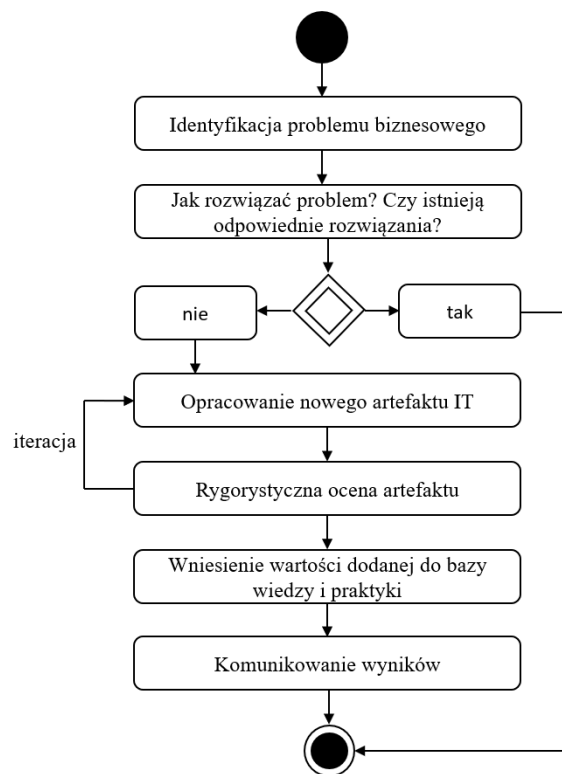 Identyfikacja problemu biznesowego
Jak rozwiązać problem? Czy istnieją
odpowiednie rozwiązania?
nie
tak
Opracowanie nowego artefaktu IT
iteracja
Rygorystyczna ocena artefaktu
Wniesienie wartości dodanej do bazy
wiedzy i praktyki
Komunikowanie wyników